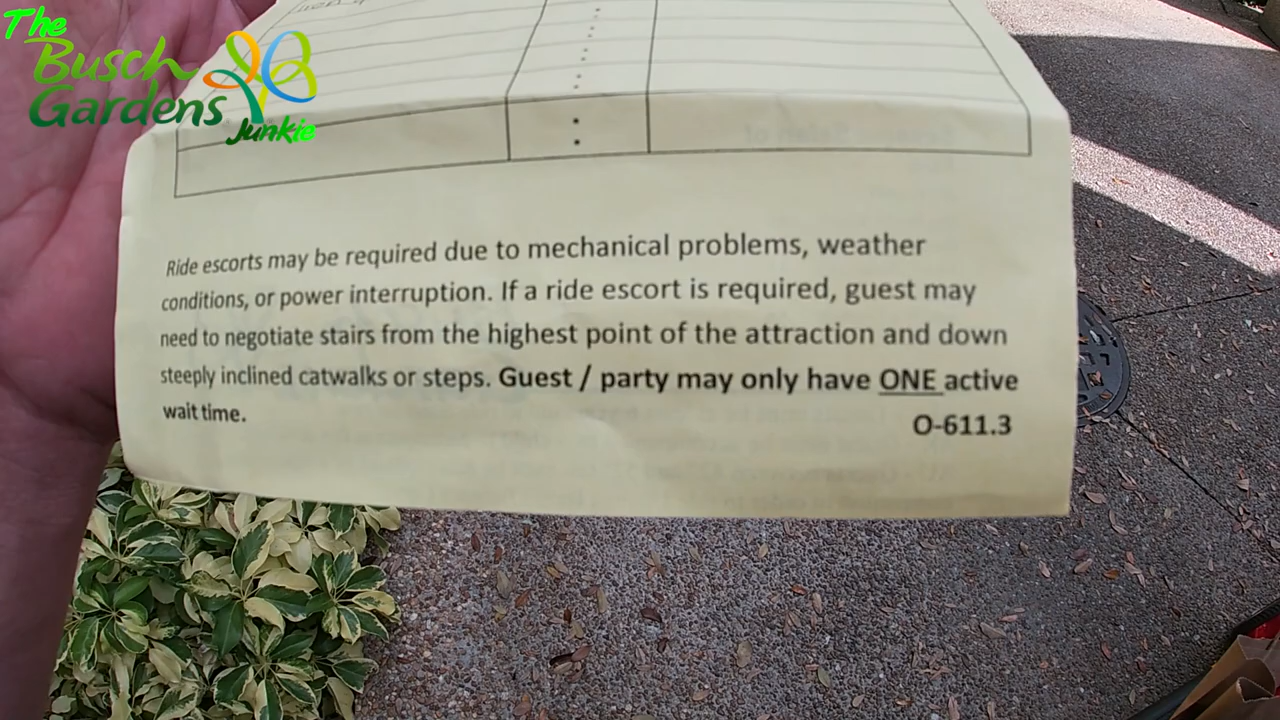 The
Busch
Gardens
Junkie
Ride escorts may be required due to mechanical problems, weather
conditions, or power interruption. If a ride escort is required, guest may
need to negotiate stairs from the highest point of the attraction and down
steeply inclined catwalks or steps. Guest / party may only have ONE active
wait time.
O-611.3